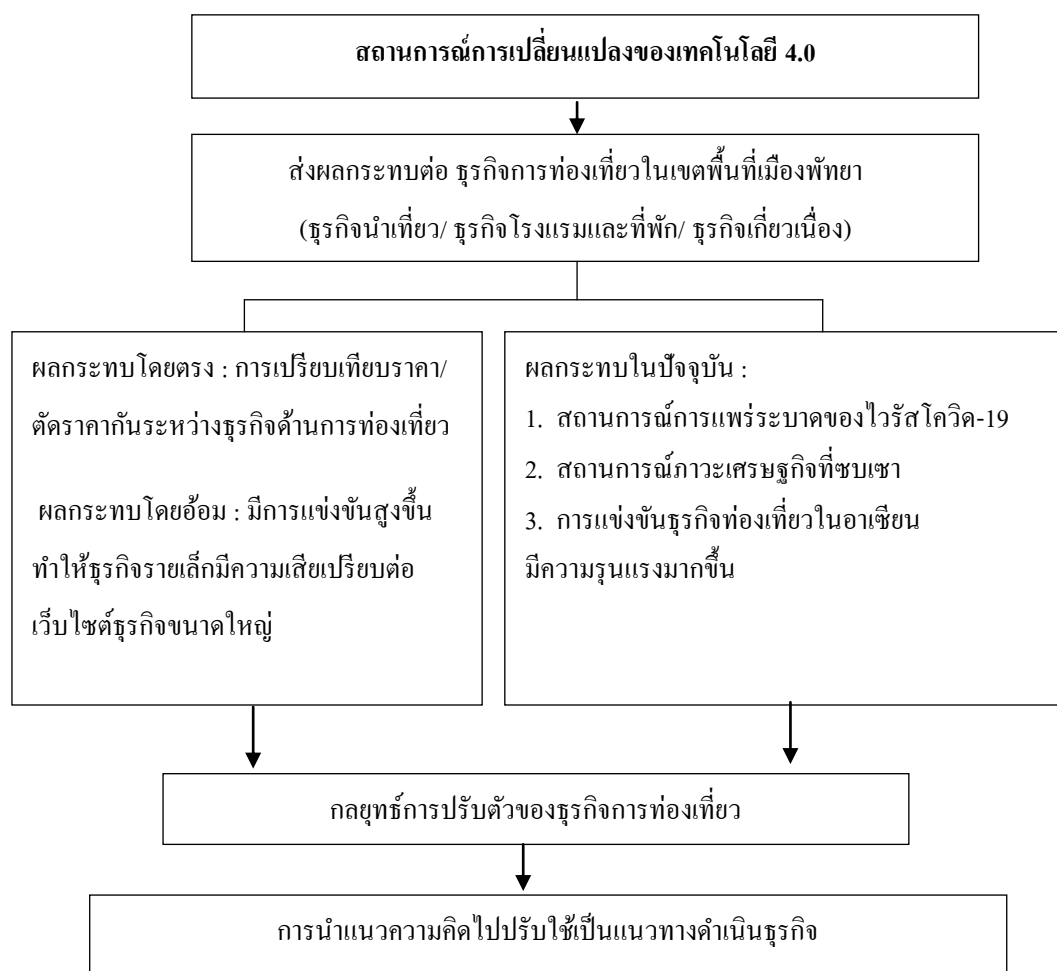 สถานการณ์การเปลี่ยนแปลงของเทคโนโลยี 4.0
ส่งผลกระทบต่อ ธุรกิจการท่องเที่ยวในเขตพื้นที่เมืองพัทยา
(ธุรกิจนำเที่ยว/ ธุรกิจโรงแรมและที่พัก/ ธุรกิจเกี่ยวเนื่อง)
ผลกระทบโดยตรง : การเปรียบเทียบราคา/
ตัดราคากันระหว่างธุรกิจด้านการท่องเที่ยว
ผลกระทบโดยอ้อม : มีการแข่งขันสูงขึ้น
ทำให้ธุรกิจรายเล็กมีความเสียเปรียบต่อ
เว็บไซต์ธุรกิจขนาดใหญ่
ผลกระทบในปัจจุบัน :
1. สถานการณ์การแพร่ระบาดของไวรัสโควิด-19
2. สถานการณ์ภาวะเศรษฐกิจที่ซบเซา
3. การแข่งขันธุรกิจท่องเที่ยวในอาเซียน
มีความรุนแรงมากขึ้น
กลยุทธ์การปรับตัวของธุรกิจการท่องเที่ยว
การนำแนวความคิดไปปรับใช้เป็นแนวทางดำเนินธุรกิจ